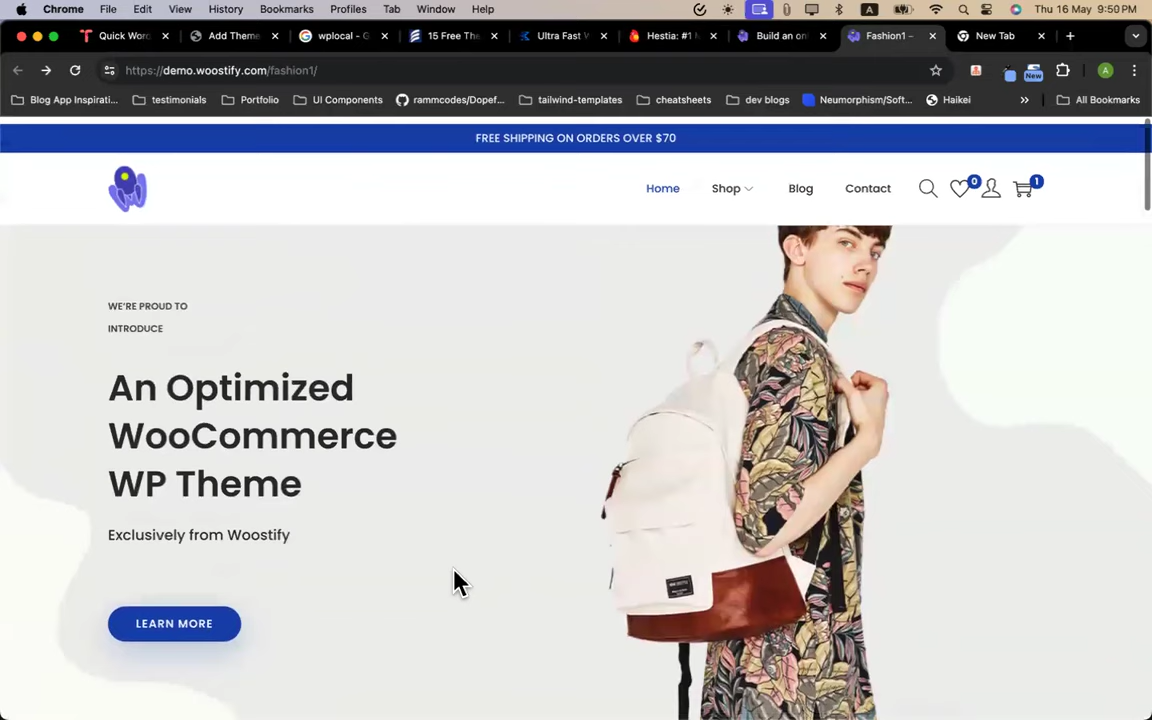 Chrome File Edit View History Bookmarks Profiles Tab Window Help A Thu 16 May 9:50 PM
Quick Wor Add Theme wplocal - G 15 Free The Ultra Fast W Hestia: #1 M Build an on Fashion1 – New Tab
https://demo.woostify.com/fashion1/ New A
Blog App Inspirati... testimonials Portfolio UI Components rammcodes/Dopef... tailwind-templates cheatsheets dev blogs Neumorphism/Soft... Haikei » All Bookmarks
FREE SHIPPING ON ORDERS OVER $70
Home Shop Blog Contact 0 1
WE'RE PROUD TO
INTRODUCE
An Optimized
WooCommerce
WP Theme
Exclusively from Woostify
LEARN MORE